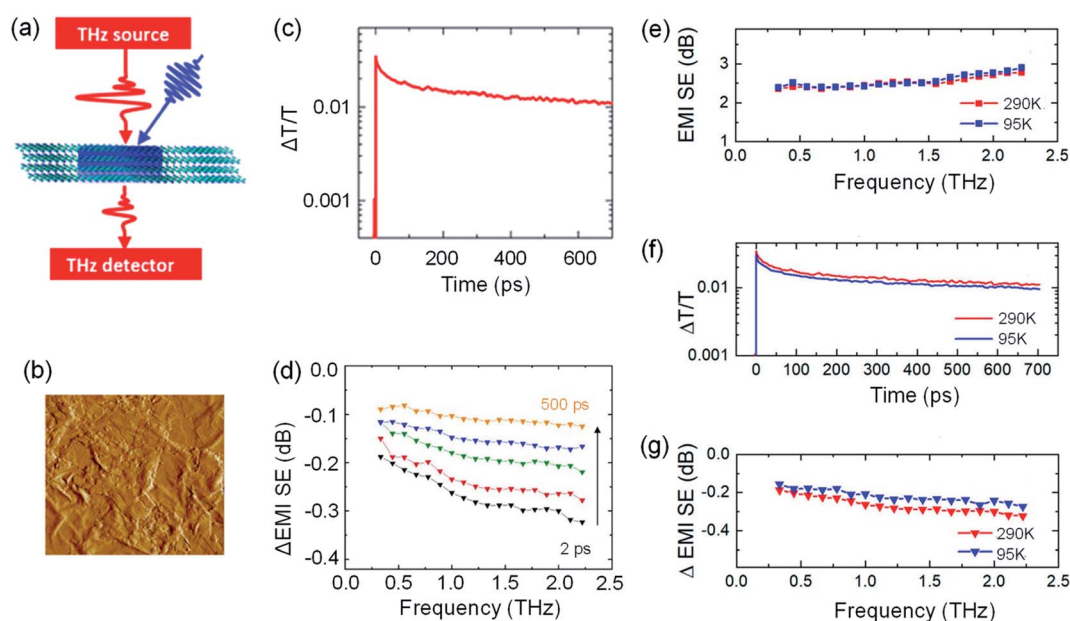 (a)
THz source
THz detector
(b)
(c)
ΔT/T
0.01
0.001
0
200
400
600
Time (ps)
(d)
ΔEMI SE (dB)
0.0
-0.1
-0.2
-0.3
-0.4
500 ps
2 ps
0.0
0.5
1.0
1.5
2.0
2.5
Frequency (THz)
(e)
EMI SE (dB)
3
2
1
290K
95K
0.0
0.5
1.0
1.5
2.0
2.5
Frequency (THz)
(f)
ΔT/T
0.01
0.001
290K
95K
0
100
200
300
400
500
600
700
Time (ps)
(g)
Δ EMI SE (dB)
0.0
-0.2
-0.4
290K
95K
0.0
0.5
1.0
1.5
2.0
2.5
Frequency (THz)